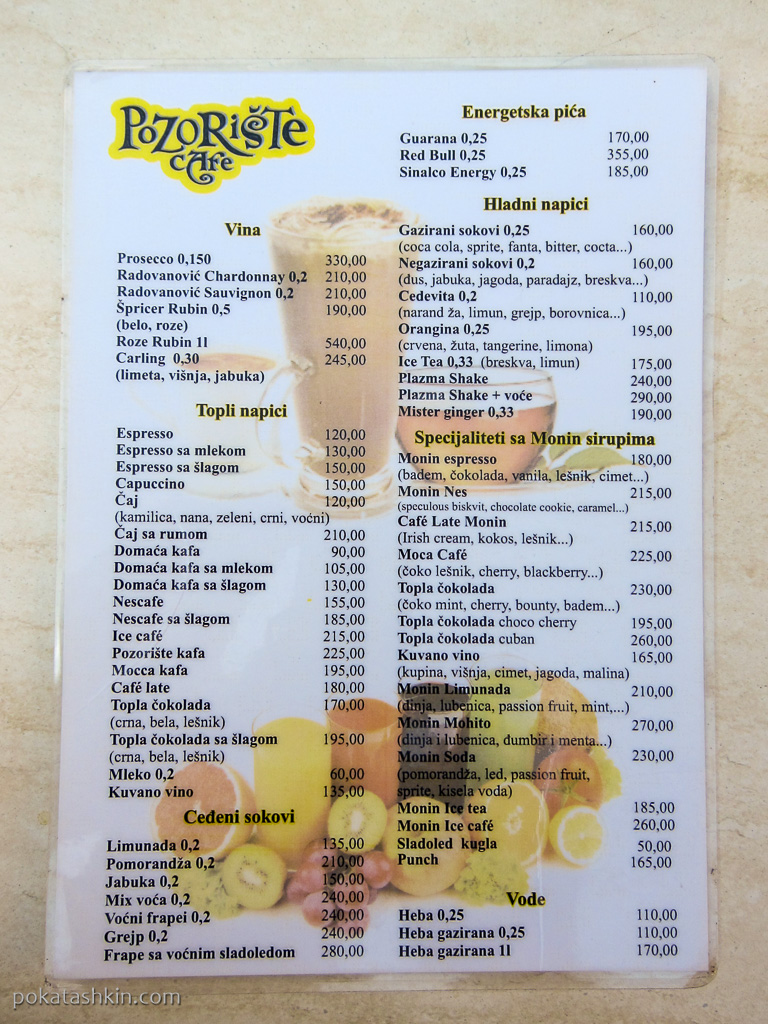 POZORIŠTE
CAFE
Vina
Prosecco 0,150 330,00
Radovanović Chardonnay 0,2 210,00
Radovanović Sauvignon 0,2 210,00
Špricer Rubin 0,5 190,00
(belo, roze)
Roze Rubin 1l 540,00
Carling 0,30 245,00
(limeta, višnja, jabuka)
Topli napici
Espresso 120,00
Espresso sa mlekom 130,00
Espresso sa šlagom 150,00
Capuccino 150,00
Čaj 120,00
(kamilica, nana, zeleni, crni, voćni)
Čaj sa rumom 210,00
Domaća kafa 90,00
Domaća kafa sa mlekom 105,00
Domaća kafa sa šlagom 130,00
Nescafe 155,00
Nescafe sa šlagom 185,00
Ice café 215,00
Pozorište kafa 225,00
Mocca kafa 195,00
Café late 180,00
Topla čokolada 170,00
(crna, bela, lešnik)
Topla čokolada sa šlagom 195,00
(crna, bela, lešnik)
Mleko 0,2 60,00
Kuvano vino 135,00
Ceđeni sokovi
Limunada 0,2 135,00
Pomorandža 0,2 210,00
Jabuka 0,2 150,00
Mix voća 0,2 240,00
Voćni frapei 0,2 240,00
Grejp 0,2 240,00
Frape sa voćnim sladoledom 280,00
Energetska pića
Guarana 0,25 170,00
Red Bull 0,25 355,00
Sinalco Energy 0,25 185,00
Hladni napici
Gazirani sokovi 0,25 160,00
(coca cola, sprite, fanta, bitter, cocta...)
Negazirani sokovi 0,2 160,00
(đus, jabuka, jagoda, paradajz, breskva...)
Cedevita 0,2 110,00
(narand ža, limun, grejp, borovnica...)
Orangina 0,25 195,00
(crvena, žuta, tangerine, limona)
Ice Tea 0,33 (breskva, limun) 175,00
Plazma Shake 240,00
Plazma Shake + voće 290,00
Mister ginger 0,33 190,00
Specijaliteti sa Monin sirupima
Monin espresso 180,00
(badem, čokolada, vanila, lešnik, cimet...)
Monin Nes 215,00
(speculous biskvit, chocolate cookie, caramel...)
Café Late Monin 215,00
(Irish cream, kokos, lešnik...)
Moca Café 225,00
(čoko lešnik, cherry, blackberry...)
Topla čokolada 230,00
(čoko mint, cherry, bounty, badem...)
Topla čokolada choco cherry 195,00
Topla čokolada cuban 260,00
Kuvano vino 165,00
(kupina, višnja, cimet, jagoda, malina)
Monin Limunada 210,00
(dinja, lubenica, passion fruit, mint,...)
Monin Mohito 270,00
(dinja i lubenica, đumbir i menta...)
Monin Soda 230,00
(pomorandža, led, passion fruit,
sprite, kisela voda)
Monin Ice tea 185,00
Monin Ice café 260,00
Sladoled kugla 50,00
Punch 165,00
Vode
Heba 0,25 110,00
Heba gazirana 0,25 110,00
Heba gazirana 1l 170,00
pokatashkin.com